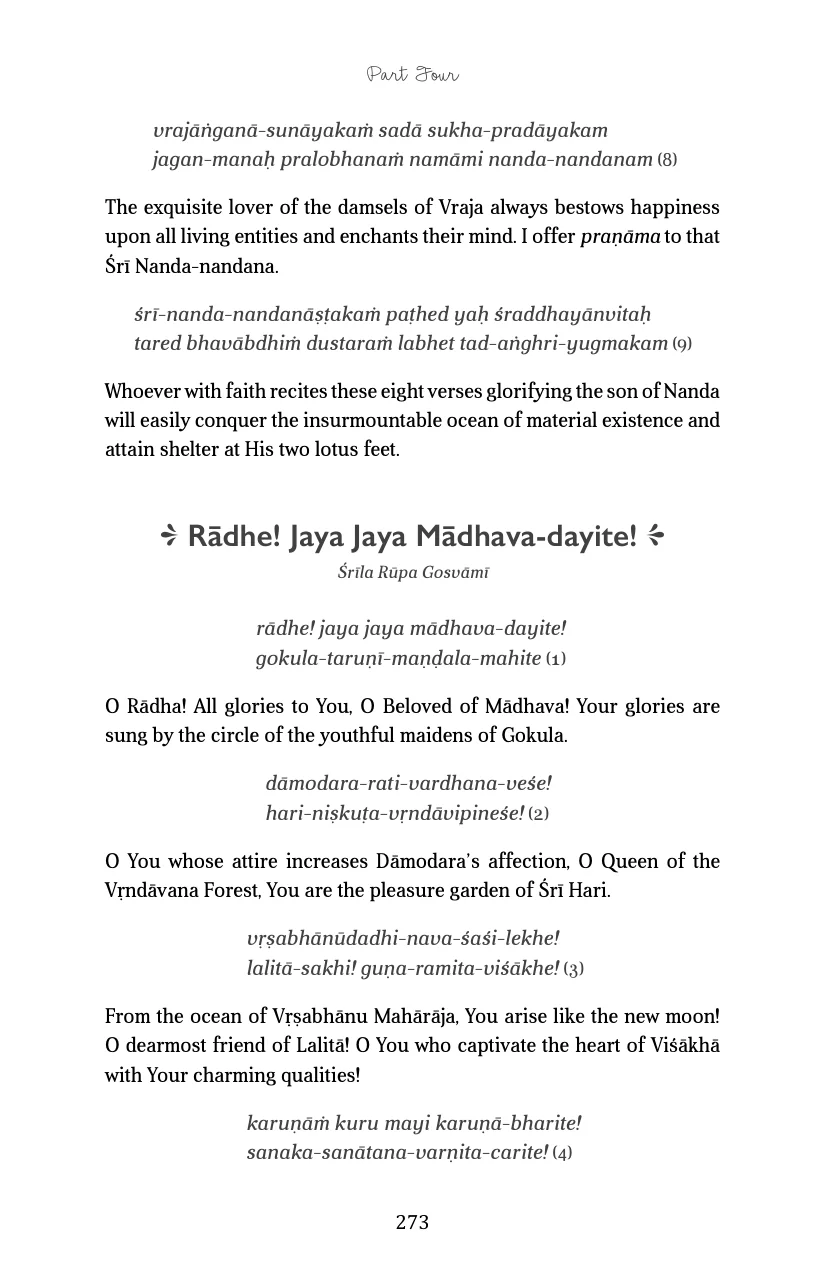 Part Four
vrajāṅganā-sunāyakaṁ sadā sukha-pradāyakam
jagan-manaḥ pralobhanaṁ namāmi nanda-nandanam (8)
The exquisite lover of the damsels of Vraja always bestows happiness
upon all living entities and enchants their mind. I offer praṇāma to that
Śrī Nanda-nandana.
śrī-nanda-nandanāṣṭakaṁ paṭhed yaḥ śraddhayānvitaḥ
tared bhavābdhiṁ dustaraṁ labhet tad-aṅghri-yugmakam (9)
Whoever with faith recites these eight verses glorifying the son of Nanda
will easily conquer the insurmountable ocean of material existence and
attain shelter at His two lotus feet.
Rādhe! Jaya Jaya Mādhava-dayite!
Śrīla Rūpa Gosvāmī
rādhe! jaya jaya mādhava-dayite!
gokula-taruṇī-maṇḍala-mahite (1)
O Rādha! All glories to You, O Beloved of Mādhava! Your glories are
sung by the circle of the youthful maidens of Gokula.
dāmodara-rati-vardhana-veśe!
hari-niṣkuṭa-vṛndāvipineśe! (2)
O You whose attire increases Dāmodara's affection, O Queen of the
Vṛndāvana Forest, You are the pleasure garden of Śrī Hari.
vṛṣabhānūdadhi-nava-śaśi-lekhe!
lalitā-sakhi! guṇa-ramita-viśākhe! (3)
From the ocean of Vṛṣabhānu Mahārāja, You arise like the new moon!
O dearmost friend of Lalitā! O You who captivate the heart of Viśākhā
with Your charming qualities!
karuṇāṁ kuru mayi karuṇā-bharite!
sanaka-sanātana-varṇita-carite! (4)
273